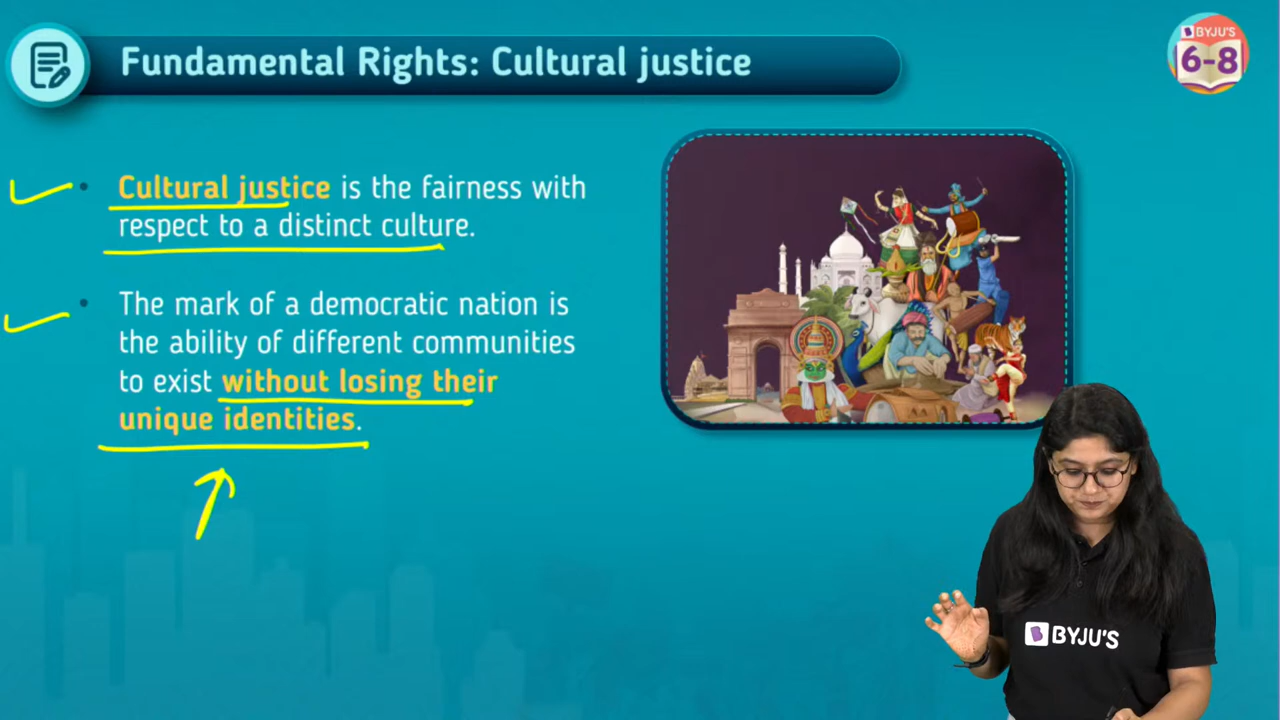 Fundamental Rights: Cultural justice
BYJU'S
6-8
• Cultural justice is the fairness with
respect to a distinct culture.
• The mark of a democratic nation is
the ability of different communities
to exist without losing their
unique identities.
BYJU'S